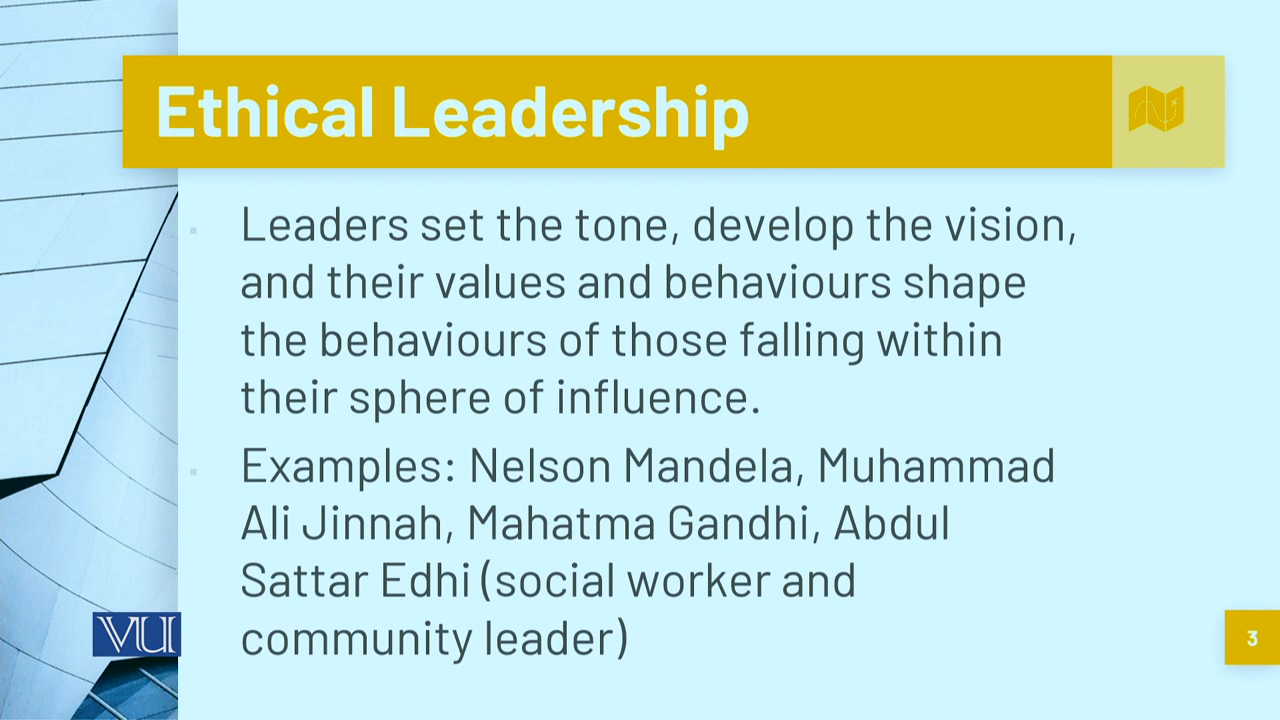 Ethical Leadership
Leaders set the tone, develop the vision,
and their values and behaviours shape
the behaviours of those falling within
their sphere of influence.
Examples: Nelson Mandela, Muhammad
Ali Jinnah, Mahatma Gandhi, Abdul
Sattar Edhi (social worker and
community leader)
VU
3